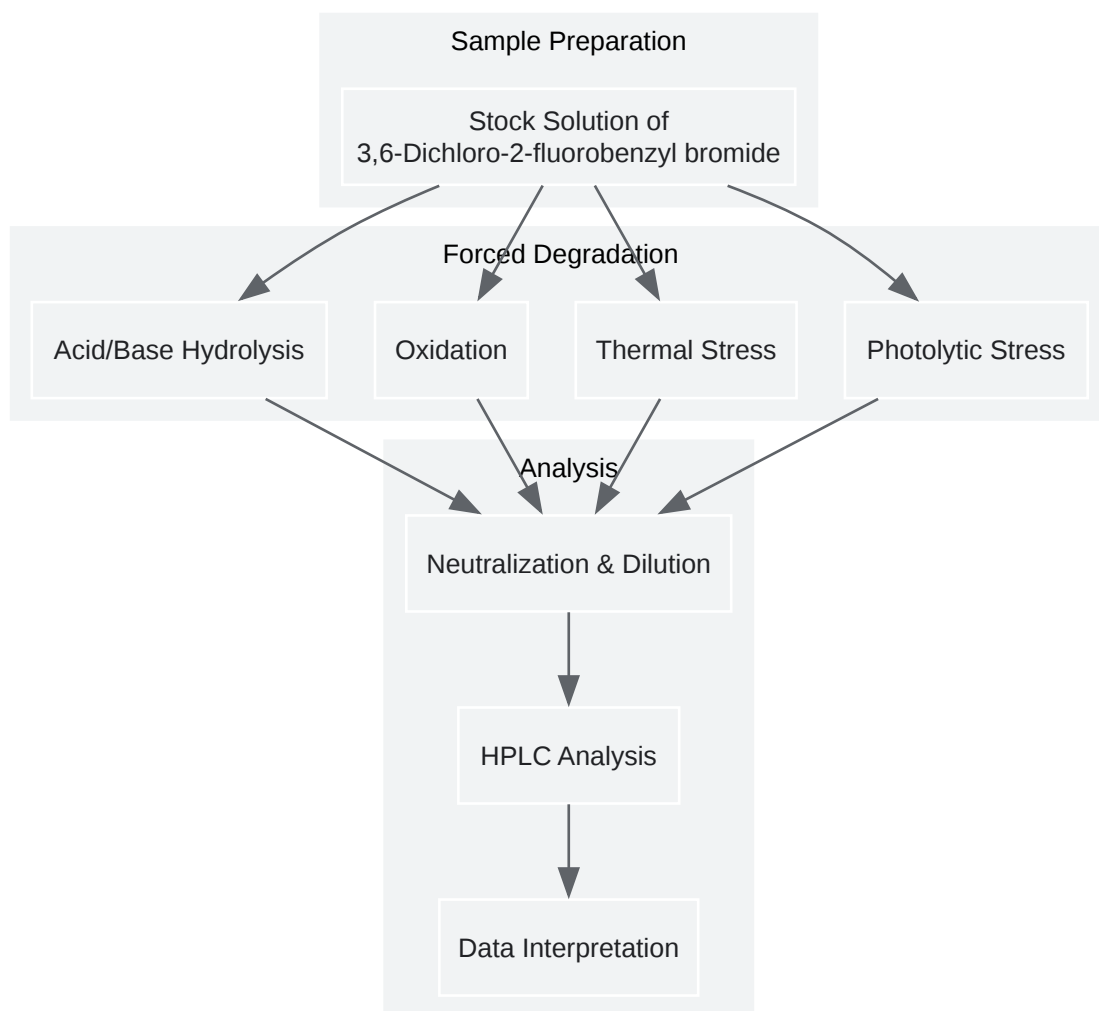 Sample Preparation
Stock Solution of
3,6-Dichloro-2-fluorobenzyl bromide
Forced Degradation
Acid/Base Hydrolysis
Oxidation
Thermal Stress
Photolytic Stress
Analysis
Neutralization & Dilution
HPLC Analysis
Data Interpretation